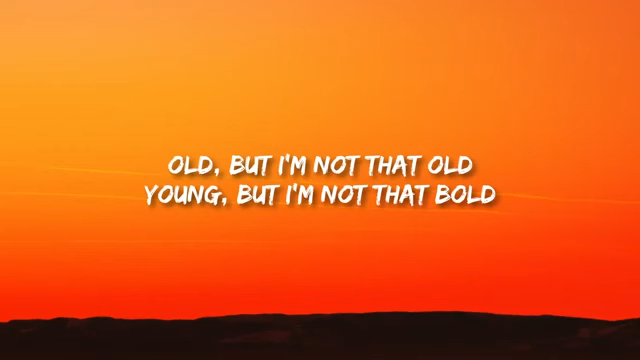 OLD, BUT I'M NOT THAT OLD
YOUNG, BUT I'M NOT THAT BOLD